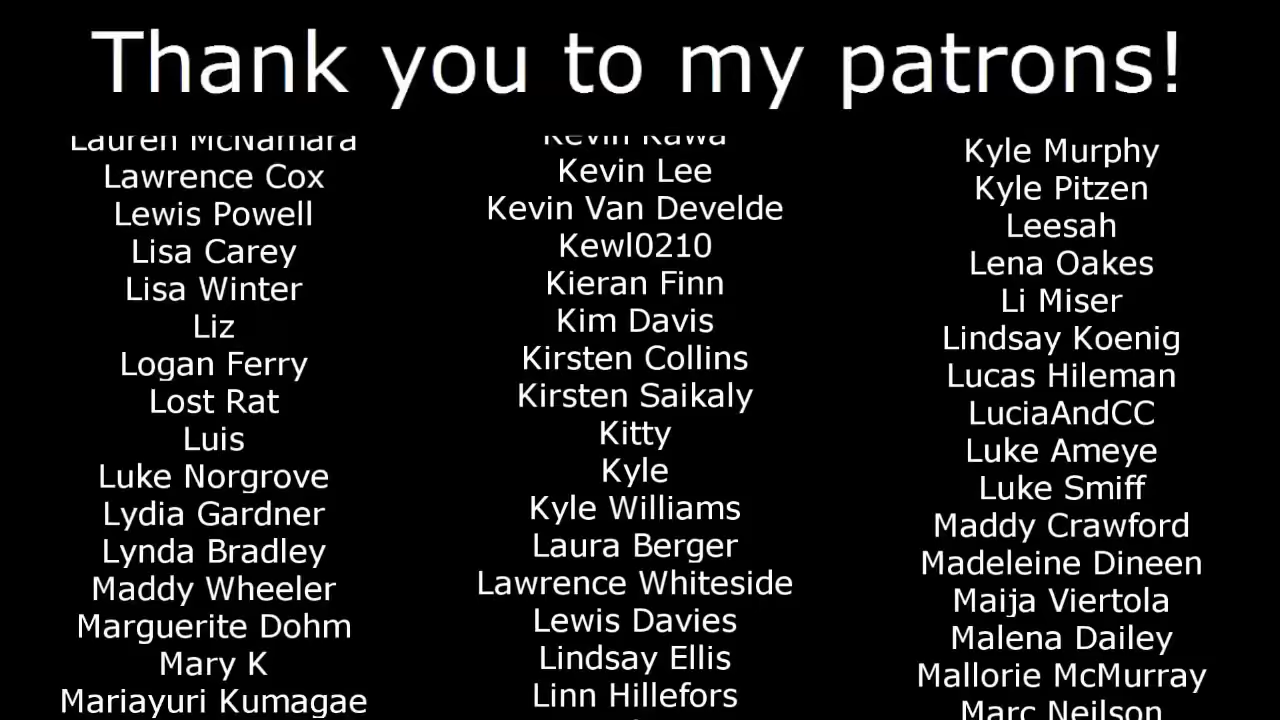 Thank you to my patrons!
Lauren McNamara
Lawrence Cox
Lewis Powell
Lisa Carey
Lisa Winter
Liz
Logan Ferry
Lost Rat
Luis
Luke Norgrove
Lydia Gardner
Lynda Bradley
Maddy Wheeler
Marguerite Dohm
Mary K
Mariayuri Kumagae
Kevin Kawa
Kevin Lee
Kevin Van Develde
Kewl0210
Kieran Finn
Kim Davis
Kirsten Collins
Kirsten Saikaly
Kitty
Kyle
Kyle Williams
Laura Berger
Lawrence Whiteside
Lewis Davies
Lindsay Ellis
Linn Hillefors
Kyle Murphy
Kyle Pitzen
Leesah
Lena Oakes
Li Miser
Lindsay Koenig
Lucas Hileman
LuciaAndCC
Luke Ameye
Luke Smiff
Maddy Crawford
Madeleine Dineen
Maija Viertola
Malena Dailey
Mallorie McMurray
Marc Neilson